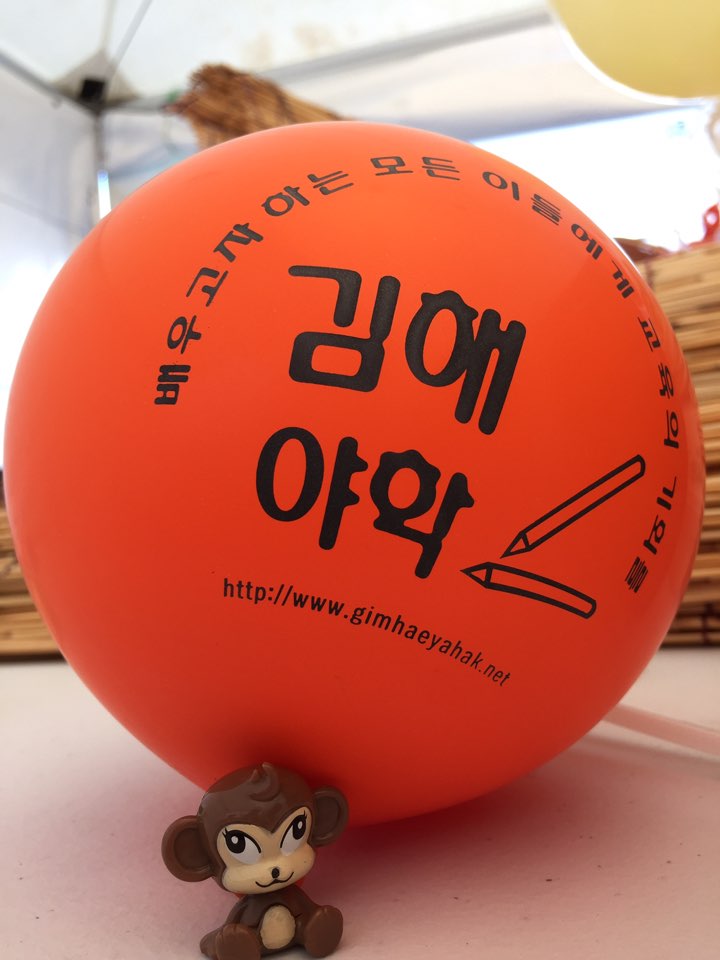 배우고자 하는 모든 이들에게 교육의 기회를
김해
야학
http://www.gimhaeyahak.net